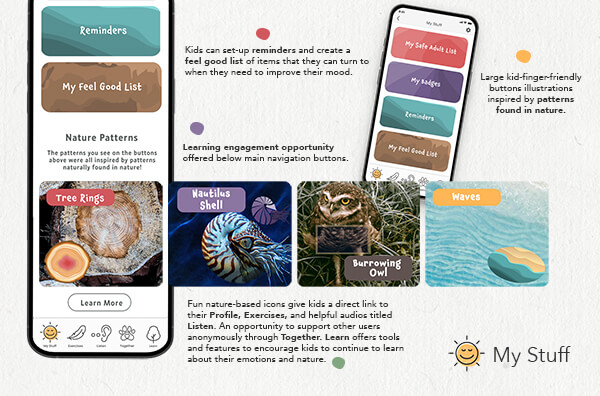 Reminders
My Feel Good List
Nature Patterns
The patterns you see on the buttons
above were all inspired by patterns
naturally found in nature!
Kids can set-up reminders and create a
feel good list of items that they can turn to
when they need to improve their mood.
Learning engagement opportunity
offered below main navigation buttons.
My Stuff
My Safe Adult List
My Badges
Reminders
My Feel Good List
Large kid-finger-friendly
buttons illustrations
inspired by patterns
found in nature.
Tree Rings
Nautilus
Shell
Burrowing
Owl
Waves
Learn More
My Stuff
Exercises
Listen
Together
Learn
Fun nature-based icons give kids a direct link to
their Profile, Exercises, and helpful audios titled
Listen. An opportunity to support other users
anonymously through Together. Learn offers tools
and features to encourage kids to continue to learn
about their emotions and nature.
My Stuff